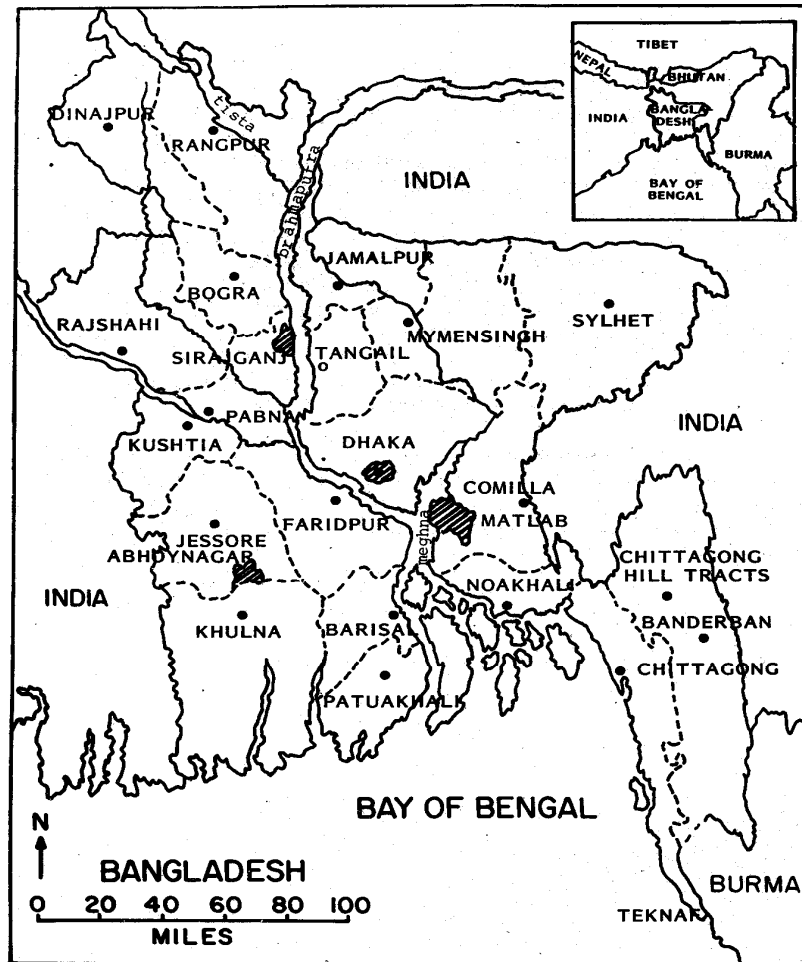 TIBET
NEPAL
BHUTAN
BANGLA
DESH
INDIA
BURMA
BAY OF
BENGAL
DINAJPUR
tista
RANGPUR
brahmaputra
INDIA
JAMALPUR
BOGRA
RAJSHAHI
MYMENSINGH
SYLHET
SIRAJGANJ
TANGAIL
PABNA
KUSHTIA
DHAKA
INDIA
COMILLA
MATLAB
meghna
FARIDPUR
JESSORE
ABHOYNAGAR
CHITTAGONG
HILL TRACTS
NOAKHALI
INDIA
KHULNA
BARISAL
BANDERBAN
CHITTAGONG
PATUAKHALI
BAY OF BENGAL
N
BANGLADESH
0 20 40 60 80 100
MILES
BURMA
TEKNAF